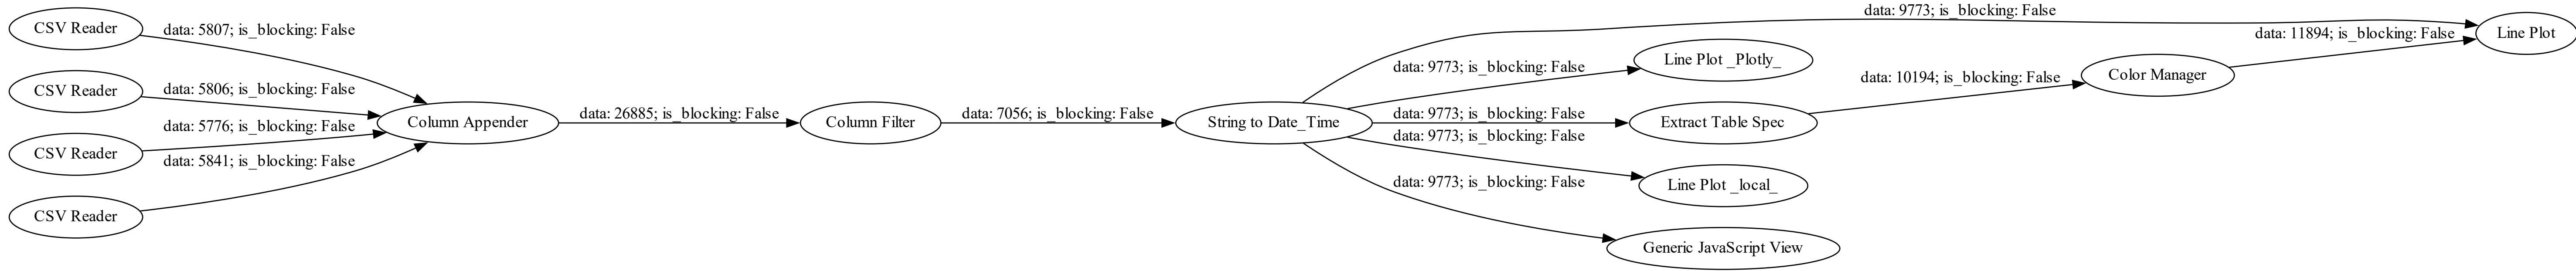 CSV Reader
CSV Reader
CSV Reader
CSV Reader
data: 5807; is_blocking: False
data: 5806; is_blocking: False
data: 5776; is_blocking: False
data: 5841; is_blocking: False
Column Appender
data: 26885; is_blocking: False
Column Filter
data: 7056; is_blocking: False
String to Date_Time
data: 9773; is_blocking: False
data: 9773; is_blocking: False
data: 9773; is_blocking: False
data: 9773; is_blocking: False
data: 9773; is_blocking: False
Line Plot _Plotly_
Extract Table Spec
Line Plot _local_
Generic JavaScript View
data: 10194; is_blocking: False
Color Manager
data: 11894; is_blocking: False
Line Plot